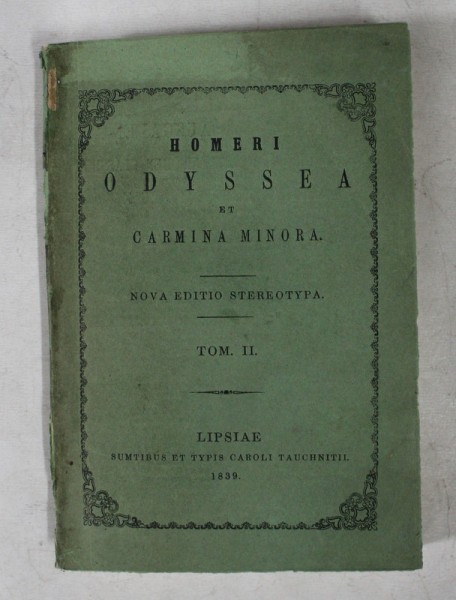 HOMERI
ODYSSEA
ET
CARMINA MINORA.
NOVA EDITIO STEREOTYPA.
TOM. II.
LIPSIAE
SUMTIBUS ET TYPIS CAROLI TAUCHNITII.
1839.